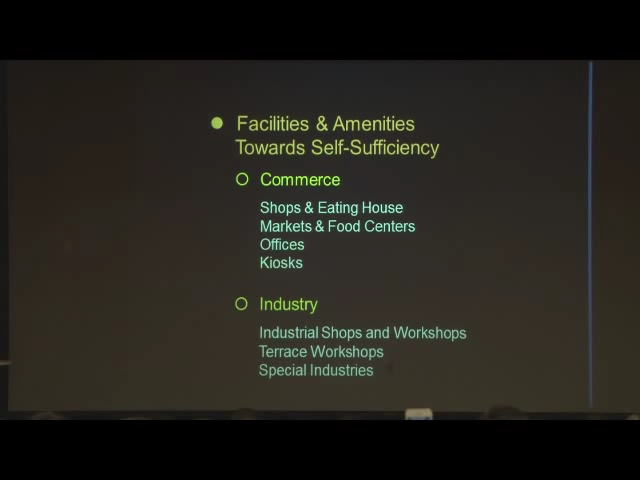 Facilities & Amenities
Towards Self-Sufficiency
Commerce
Shops & Eating House
Markets & Food Centers
Offices
Kiosks
Industry
Industrial Shops and Workshops
Terrace Workshops
Special Industries